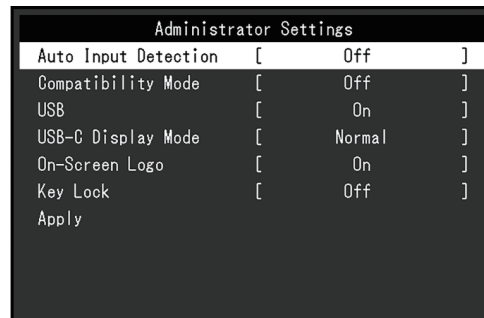 Administrator Settings
Auto Input Detection [ Off ]
Compatibility Mode [ Off ]
USB [ On ]
USB-C Display Mode [ Normal ]
On-Screen Logo [ On ]
Key Lock [ Off ]
Apply